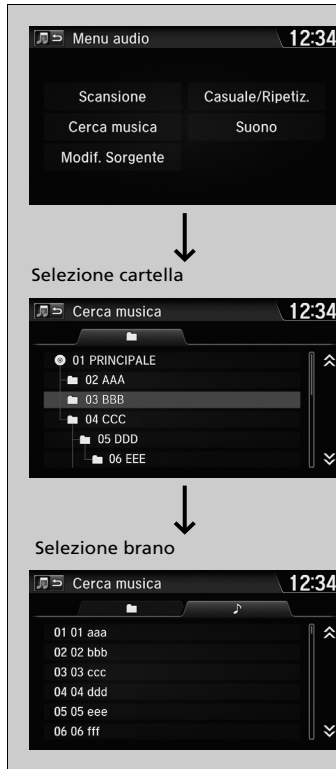 Menu audio 12:34
Scansione Casuale/Ripetiz.
Cerca musica Suono
Modif. Sorgente
Selezione cartella
Cerca musica 12:34
01 PRINCIPALE
02 AAA
03 BBB
04 CCC
05 DDD
06 EEE
Selezione brano
Cerca musica 12:34
01 01 aaa
02 02 bbb
03 03 ccc
04 04 ddd
05 05 eee
06 06 fff